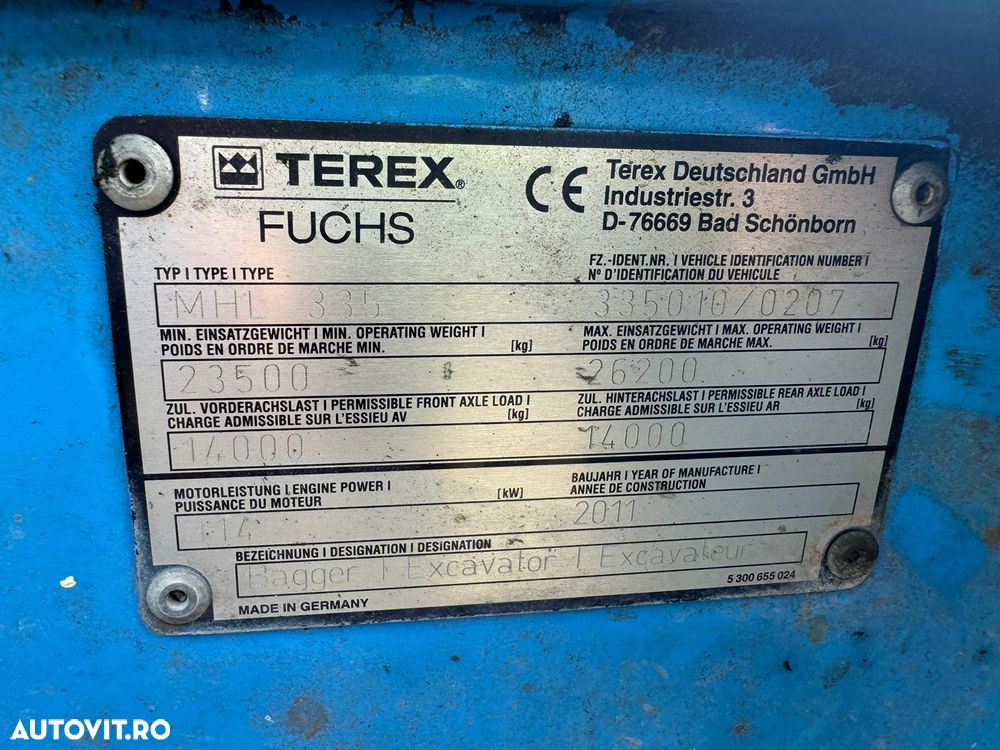 TEREX®
FUCHS
CE
Terex Deutschland GmbH
Industriestr. 3
D-76669 Bad Schönborn
TYP I TYPE I TYPE
MHL 335
FZ.-IDENT.NR. I VEHICLE IDENTIFICATION NUMBER I
N° D'IDENTIFICATION DU VEHICULE
335010/0207
MIN. EINSATZGEWICHT I MIN. OPERATING WEIGHT I
POIDS EN ORDRE DE MARCHE MIN. [kg]
23500
MAX. EINSATZGEWICHT I MAX. OPERATING WEIGHT I
POIDS EN ORDRE DE MARCHE MAX. [kg]
26200
ZUL. VORDERACHSLAST I PERMISSIBLE FRONT AXLE LOAD I
CHARGE ADMISSIBLE SUR L'ESSIEU AV [kg]
14000
ZUL. HINTERACHSLAST I PERMISSIBLE REAR AXLE LOAD I
CHARGE ADMISSIBLE SUR L'ESSIEU AR [kg]
14000
MOTORLEISTUNG I ENGINE POWER I [kW]
PUISSANCE DU MOTEUR
114
BAUJAHR I YEAR OF MANUFACTURE I
ANNEE DE CONSTRUCTION
2011
BEZEICHNUNG I DESIGNATION I DESIGNATION
Bagger I Excavator I Excavateur
MADE IN GERMANY
5 300 655 024
AUTOVIT.RO